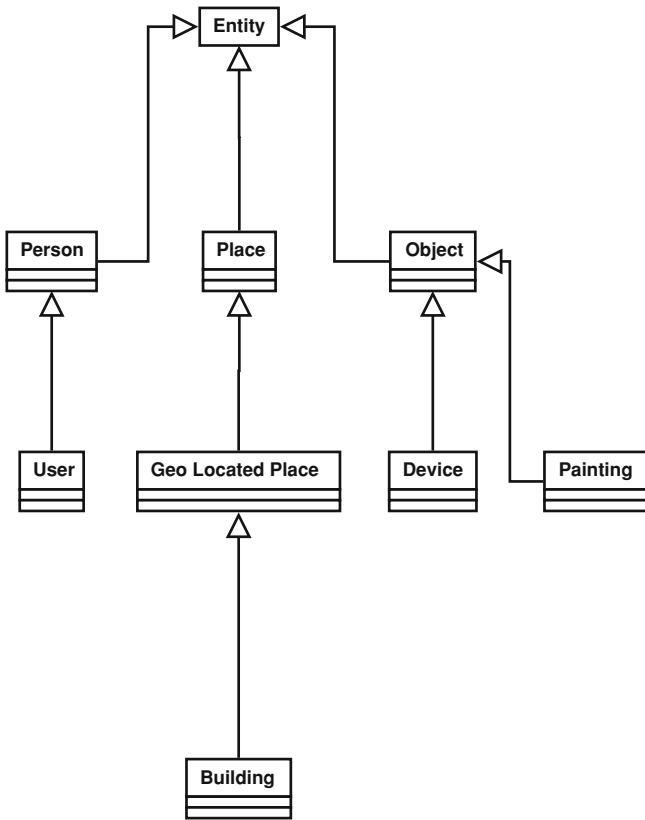 Entity
Person
Place
Object
User
Geo Located Place
Device
Painting
Building